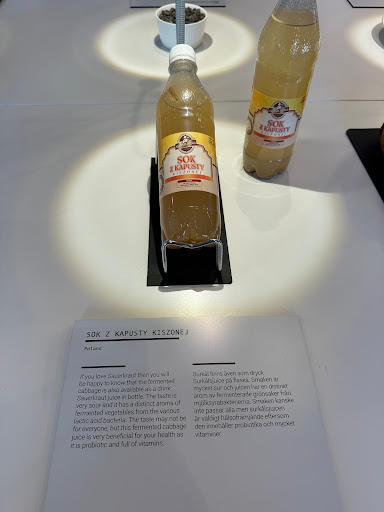 SOK
Z KAPUSTY
KISZONEJ
SOK
Z KAPUSTY
KISZONEJ
SOK Z KAPUSTY KISZONEJ
Poland
If you love Sauerkraut then you will
be happy to know that the fermented
cabbage is also available as a drink.
Sauerkraut juice in bottle. The taste is
very sour and it has a distinct aroma of
fermented vegetables from the various
lactic acid bacteria. The taste may not be
for everyone, but this fermented cabbage
juice is very beneficial for your health as
it is probiotic and full of vitamins.
Surkål finns även som dryck.
Surkålsjuice på flaska. Smaken är
mycket sur och juicen har en distinkt
arom av fermenterade grönsaker från
mjölksyrabakterierna. Smaken kanske
inte passar alla men surkålsjuicen
är väldigt hälsofrämjande eftersom
den innehåller probiotika och mycket
vitaminer.